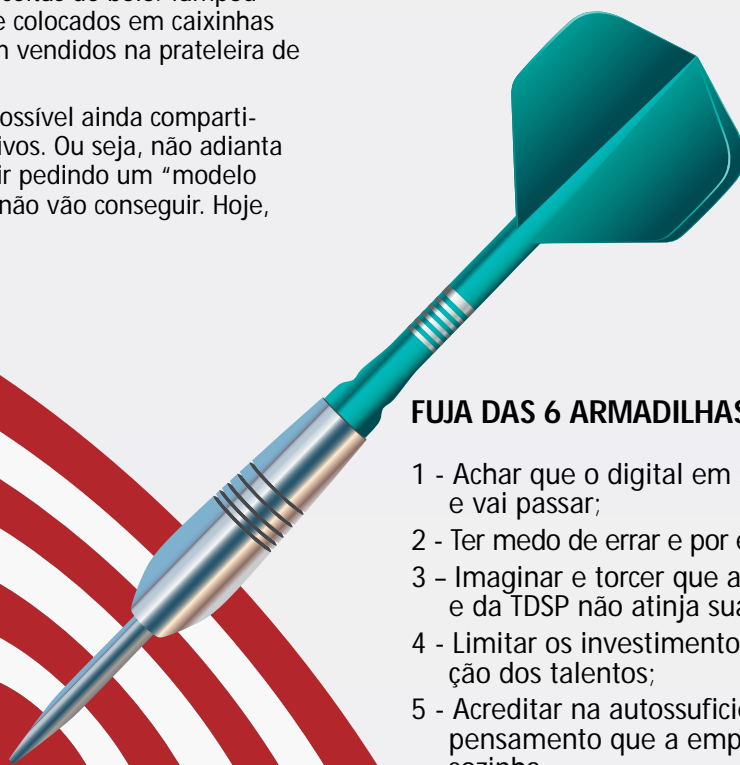 de colocados em caixinhas
vendidos na prateleira de
ossível ainda comparti-
ivos. Ou seja, não adianta
ir pedindo um “modelo
não vão conseguir. Hoje,
FUJA DAS 6 ARMADILHAS
1 - Achar que o digital em
e vai passar;
2 - Ter medo de errar e por
3 – Imaginar e torcer que a
e da TDSP não atinja sua
4 - Limitar os investimento
ção dos talentos;
5 - Acreditar na autossufici
pensamento que a emp